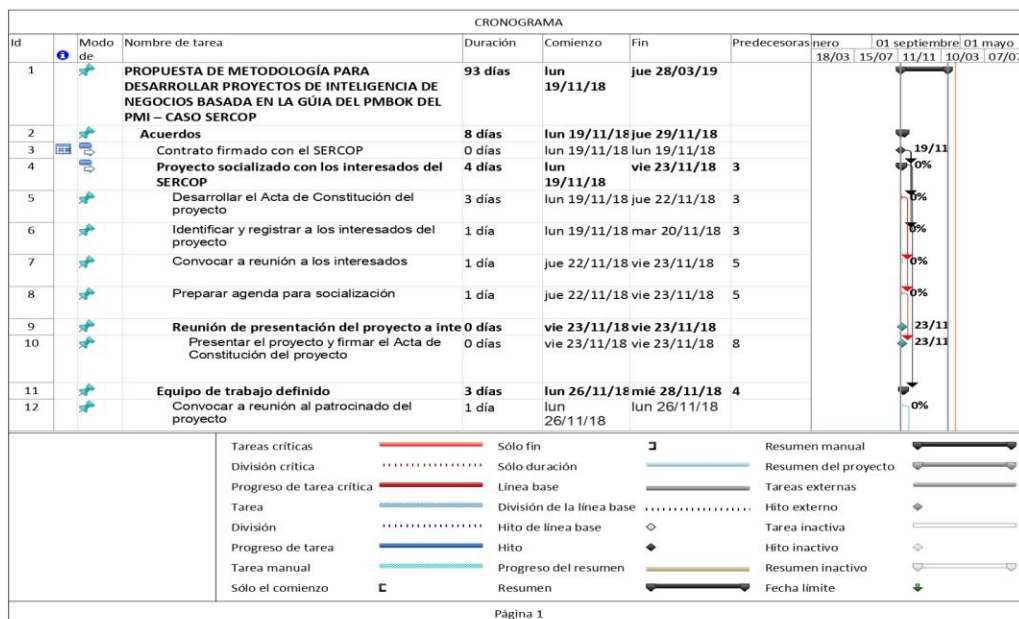 CRONOGRAMA
Id Modo de Nombre de tarea Duración Comienzo Fin Predecesoras nero 01 septiembre 01 mayo
18/03 15/07 11/11 10/03 07/07
1 PROPUESTA DE METODOLOGÍA PARA 93 días lun jue 28/03/19
DESARROLLAR PROYECTOS DE INTELIGENCIA DE 19/11/18
NEGOCIOS BASADA EN LA GÚIA DEL PMBOK DEL
PMI – CASO SERCOP
2 Acuerdos 8 días lun 19/11/18 jue 29/11/18
3 Contrato firmado con el SERCOP 0 días lun 19/11/18 lun 19/11/18 19/11
4 Proyecto socializado con los interesados del 4 días lun vie 23/11/18 3 0%
SERCOP 19/11/18
5 Desarrollar el Acta de Constitución del 3 días lun 19/11/18 jue 22/11/18 3 0%
proyecto
6 Identificar y registrar a los interesados del 1 día lun 19/11/18 mar 20/11/18 3 0%
proyecto
7 Convocar a reunión a los interesados 1 día jue 22/11/18 vie 23/11/18 5 0%
8 Preparar agenda para socialización 1 día jue 22/11/18 vie 23/11/18 5 0%
9 Reunión de presentación del proyecto a inte 0 días vie 23/11/18 vie 23/11/18 23/11
10 Presentar el proyecto y firmar el Acta de 0 días vie 23/11/18 vie 23/11/18 8 23/11
Constitución del proyecto
11 Equipo de trabajo definido 3 días lun 26/11/18 mié 28/11/18 4
12 Convocar a reunión al patrocinado del 1 día lun lun 26/11/18 0%
proyecto 26/11/18
Tareas críticas Sólo fin Resumen manual
División crítica Sólo duración Resumen del proyecto
Progreso de tarea crítica Línea base Tareas externas
Tarea División de la línea base Hito externo
División Hito de línea base Tarea inactiva
Progreso de tarea Hito Hito inactivo
Tarea manual Progreso del resumen Resumen inactivo
Sólo el comienzo Resumen Fecha límite
Página 1